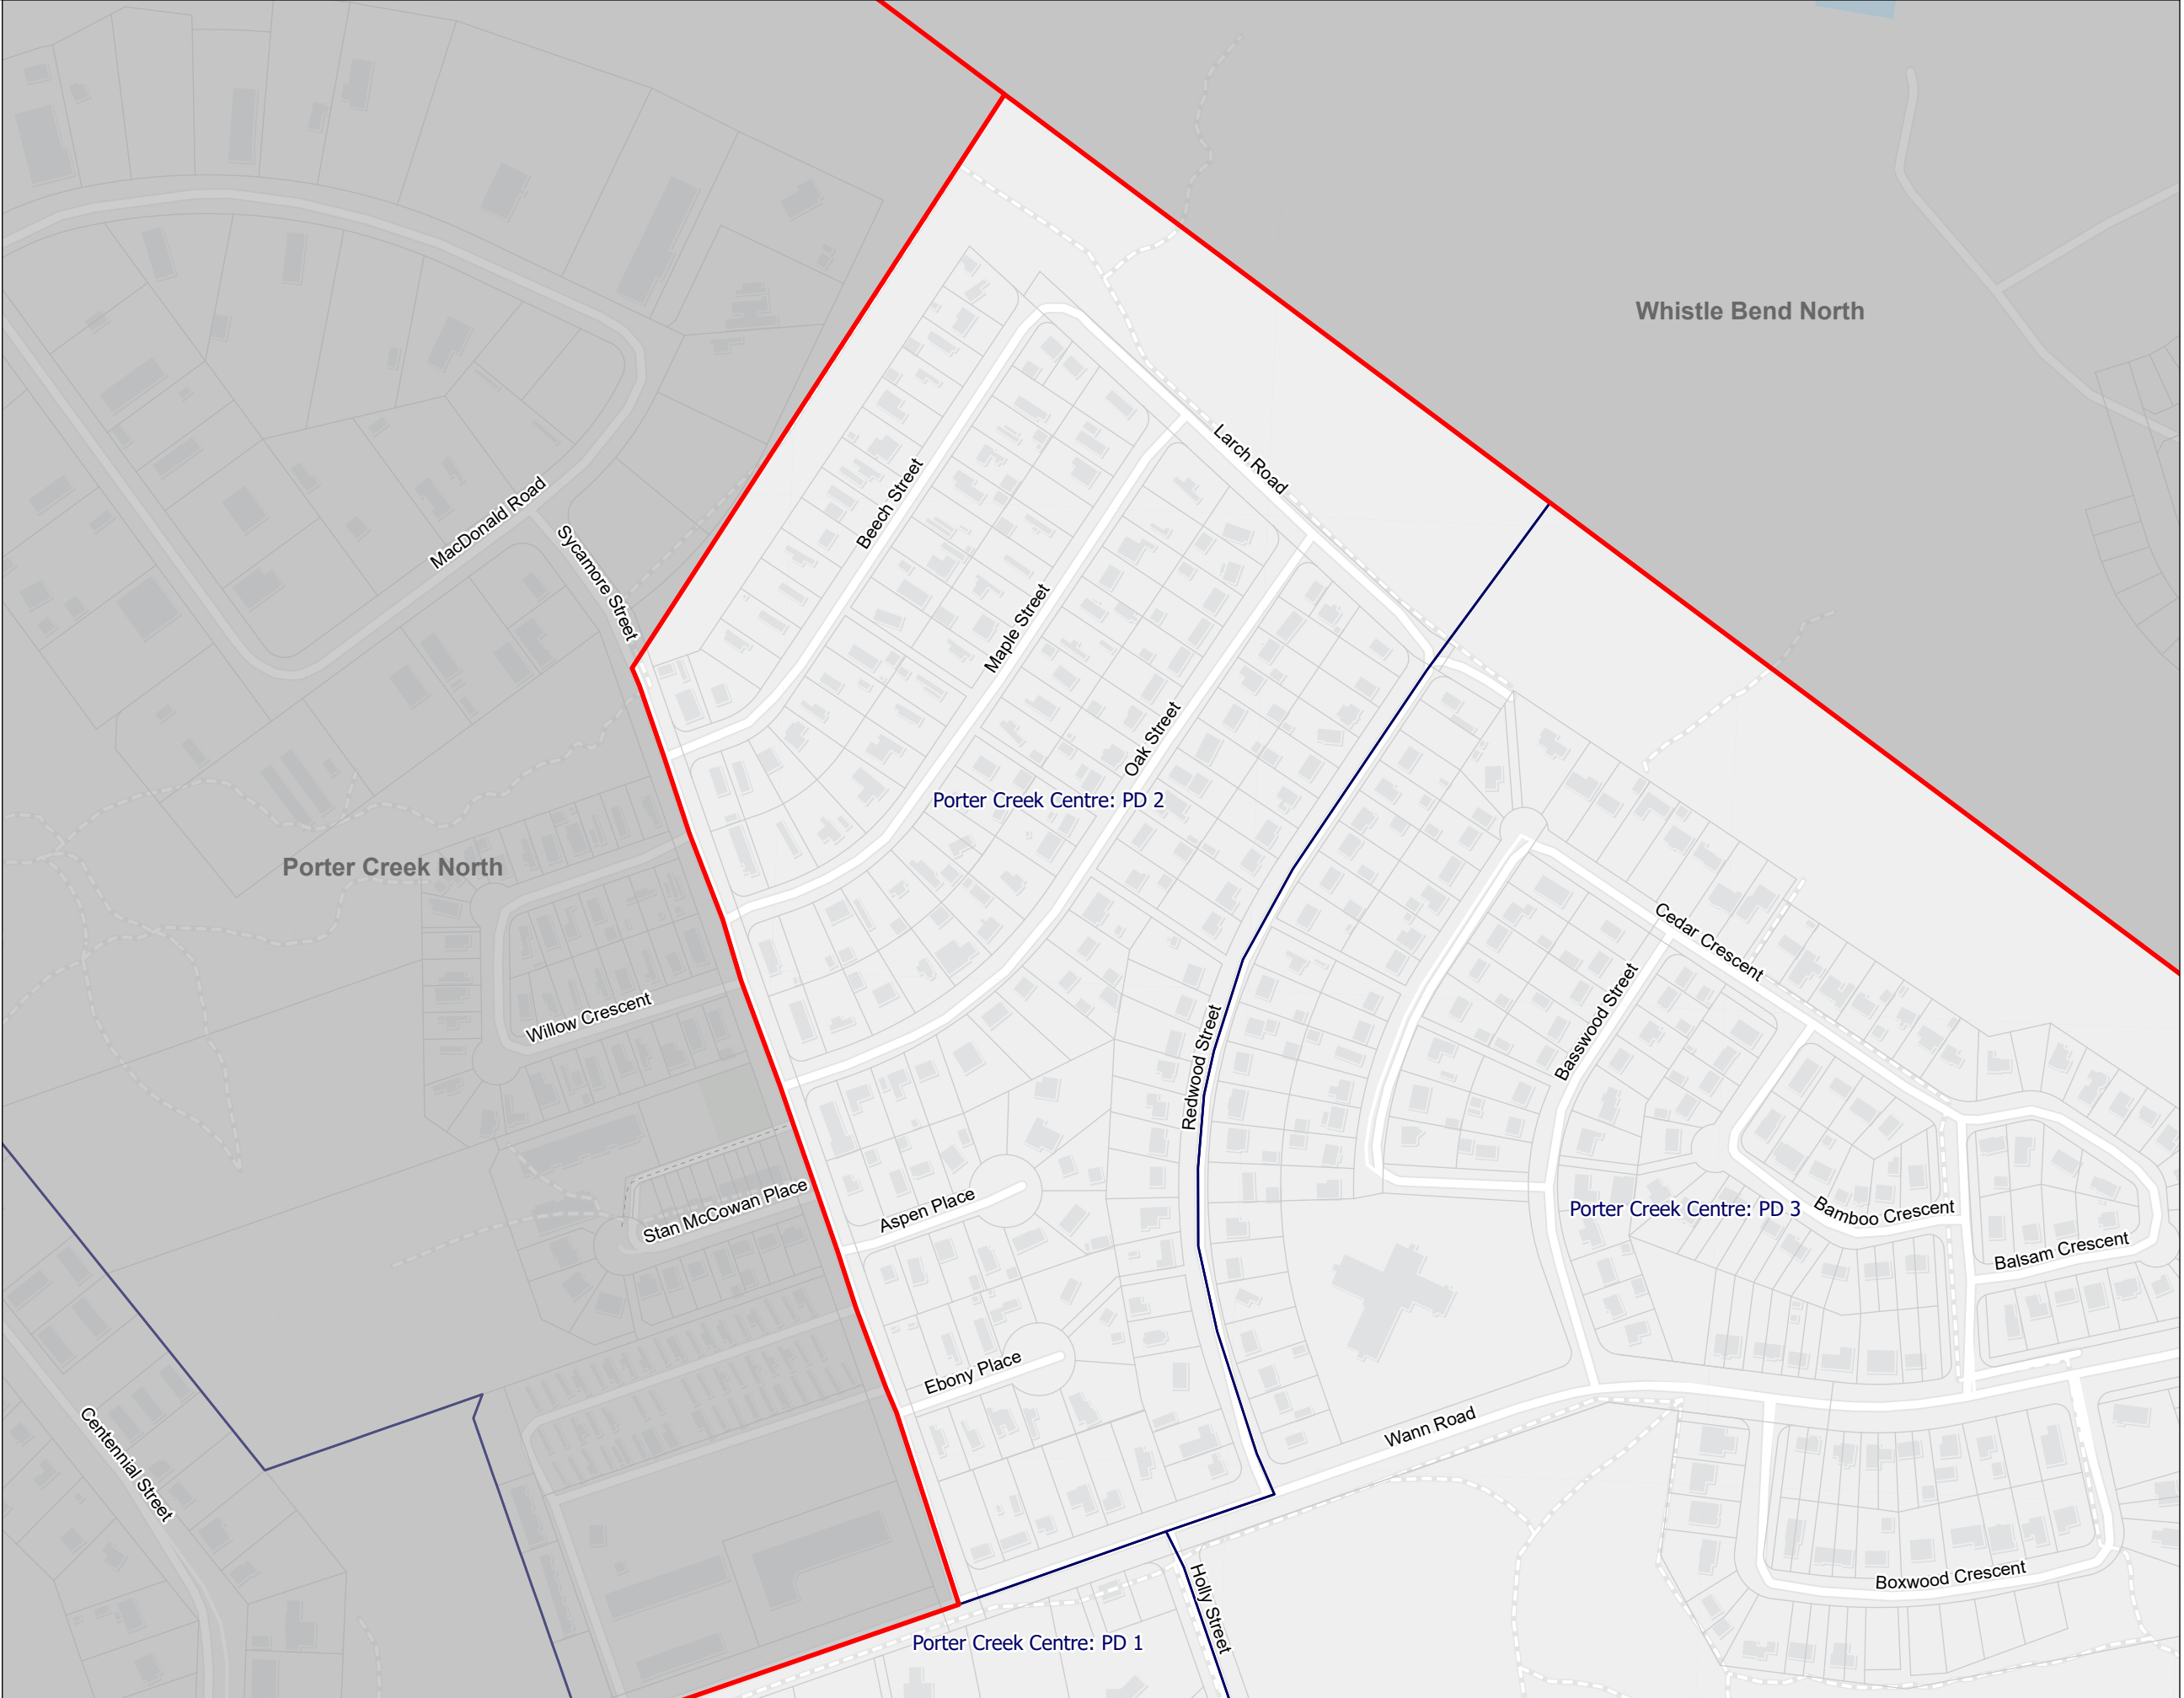 Whistle Bend North
Larch Road
Beech Street
MacDonald Road
Sycamore Street
Maple Street
Oak Street
Porter Creek Centre: PD 2
Porter Creek North
Cedar Crescent
Basswood Street
Willow Crescent
Redwood Street
Stan McCowan Place
Aspen Place
Porter Creek Centre: PD 3
Bamboo Crescent
Balsam Crescent
Ebony Place
Centennial Street
Wann Road
Holly Street
Boxwood Crescent
Porter Creek Centre: PD 1